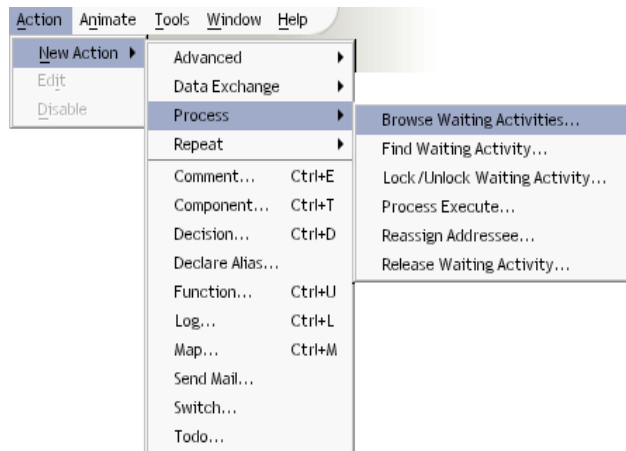 Action Animate Tools Window Help
New Action
Edit
Disable
Advanced
Data Exchange
Process
Repeat
Comment... Ctrl+E
Component... Ctrl+T
Decision... Ctrl+D
Declare Alias...
Function... Ctrl+U
Log... Ctrl+L
Map... Ctrl+M
Send Mail...
Switch...
Todo...
Browse Waiting Activities...
Find Waiting Activity...
Lock/Unlock Waiting Activity...
Process Execute...
Reassign Addressee...
Release Waiting Activity...